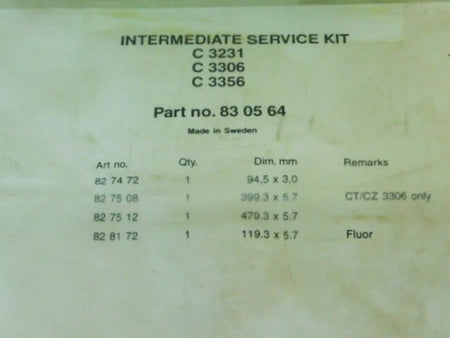 INTERMEDIATE SERVICE KIT
C 3231
C 3306
C 3356
Part no. 83 05 64
Made in Sweden
Art no. Qty. Dim. mm Remarks
82 74 72 1 94,5 x 3.0
82 75 08 1 399.3 x 5.7 CT/CZ 3306 only
82 75 12 1 479.3 x 5.7
82 81 72 1 119.3 x 5.7 Fluor